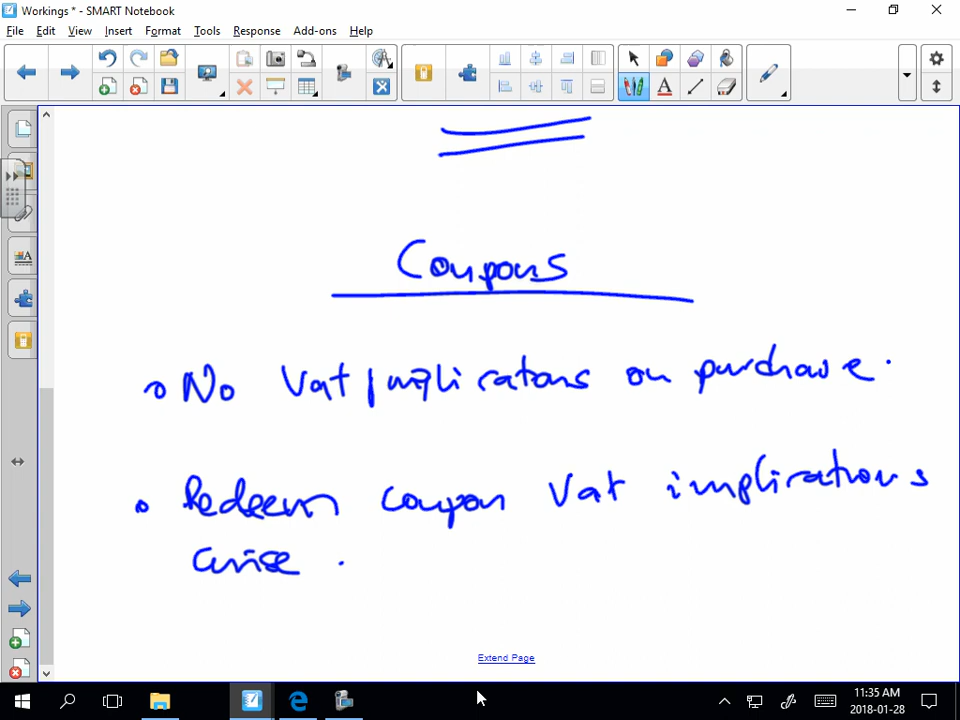 Workings * - SMART Notebook
File Edit View Insert Format Tools Response Add-ons Help
Coupons
No Vat implications on purchase.
Redeem coupon Vat implications
arise.
Extend Page
11:35 AM
2018-01-28